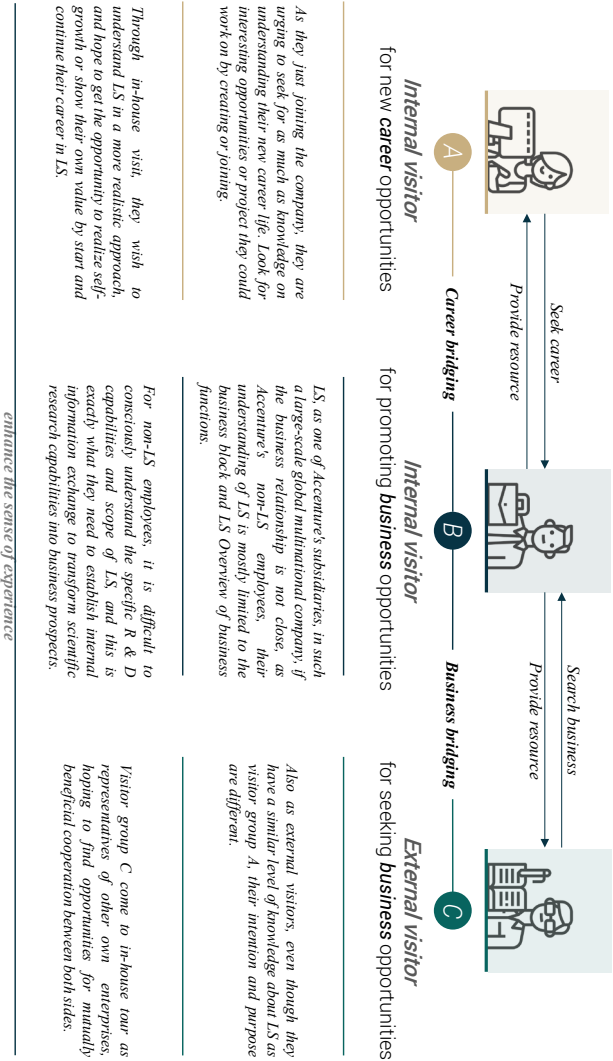 Seek career
Provide resource
Search business
Provide resource
A
Career bridging
B
Business bridging
C
Internal visitor
for new career opportunities
Internal visitor
for promoting business opportunities
External visitor
for seeking business opportunities
As they just joining the company, they are
urging to seek for as much as knowledge on
understanding their new career life. Look for
interesting opportunities or project they could
work on by creating or joining.
LS, as one of Accenture's subsidiaries, in such
a large-scale global multinational company, if
the business relationship is not close, as
Accenture's non-LS employees, their
understanding of LS is mostly limited to the
business block and LS Overview of business
functions.
Also as external visitors, even though they
have a similar level of knowledge about LS as
visitor group A, their intention and purpose
are different.
Through in-house visit, they wish to
understand LS in a more realistic approach,
and hope to get the opportunity to realize self-
growth or show their own value by start and
continue their career in LS.
For non-LS employees, it is difficult to
consciously understand the specific R & D
capabilities and scope of LS, and this is
exactly what they need to establish internal
information exchange to transform scientific
research capabilities into business prospects.
Visitor group C come to in-house tour as
representatives of other own enterprises,
hoping to find opportunities for mutually
beneficial cooperation between both sides.
enhance the sense of experience